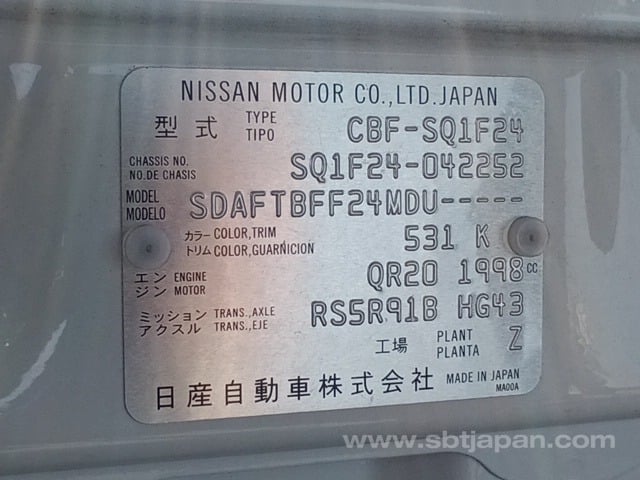 NISSAN MOTOR CO.,LTD.JAPAN
型式 TYPE TIPO CBF-SQ1F24
CHASSIS NO. NO.DE CHASIS SQ1F24-042252
MODEL MODELO SDAFTBFF24MDU-----
カラー COLOR,TRIM トリム COLOR,GUARNICION 531 K
エンジン ENGINE MOTOR QR20 1998cc
ミッション TRANS.,AXLE アクスル TRANS.,EJE RS5R91B HG43
工場 PLANT PLANTA Z
日産自動車株式会社 MADE IN JAPAN
MA00A
www.sbtjapan.com